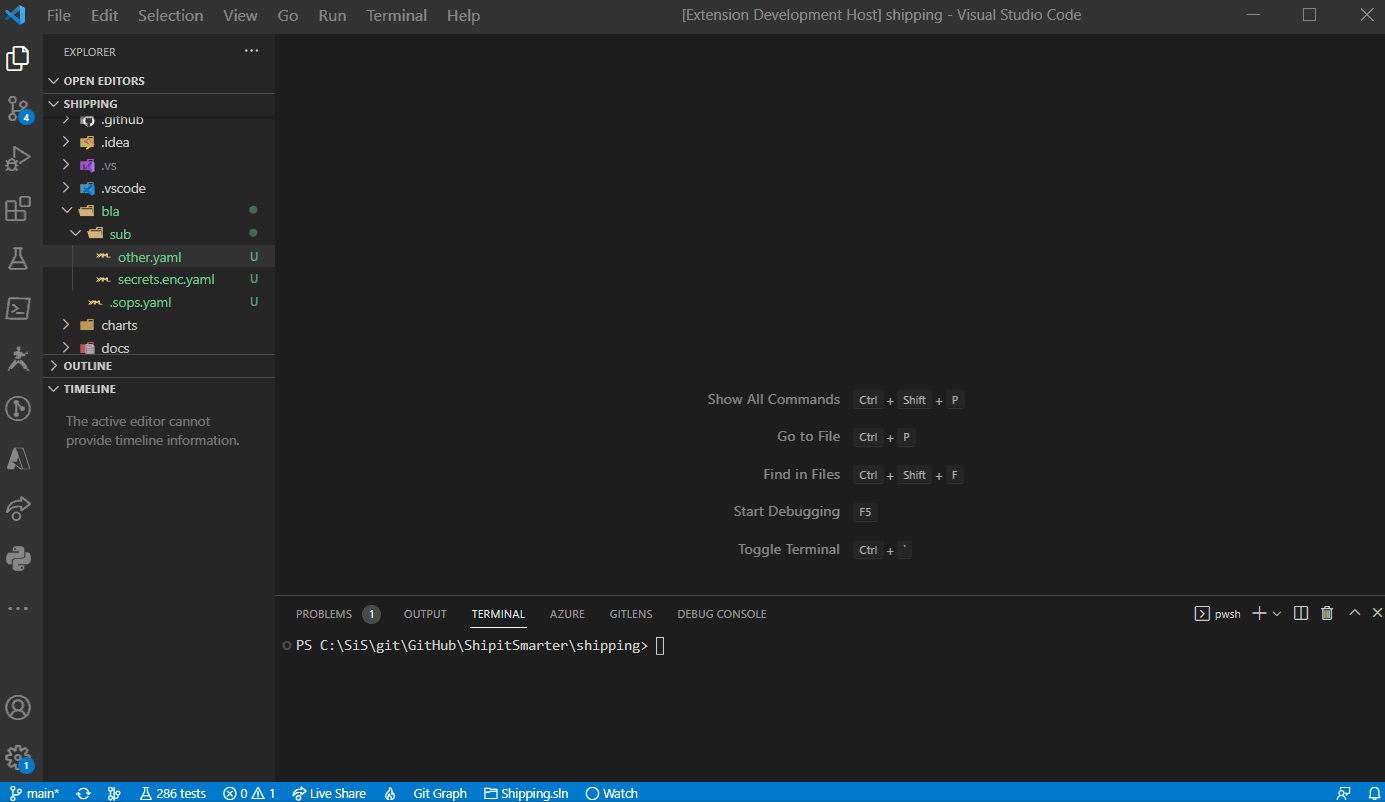 File Edit Selection View Go Run Terminal Help [Extension Development Host] shipping - Visual Studio Code
EXPLORER ...
OPEN EDITORS
SHIPPING
.github
4
.idea
.vs
.vscode
bla
sub
other.yaml U
secrets.enc.yaml U
.sops.yaml U
charts
docs
OUTLINE
TIMELINE
The active editor cannot
provide timeline information.
Show All Commands Ctrl + Shift + P
Go to File Ctrl + P
Find in Files Ctrl + Shift + F
Start Debugging F5
Toggle Terminal Ctrl + `
PROBLEMS 1 OUTPUT TERMINAL AZURE GITLENS DEBUG CONSOLE pwsh
PS C:\SiS\git\GitHub\ShipitSmarter\shipping>
1
main* 286 tests 0 1 Live Share Git Graph Shipping.sln Watch